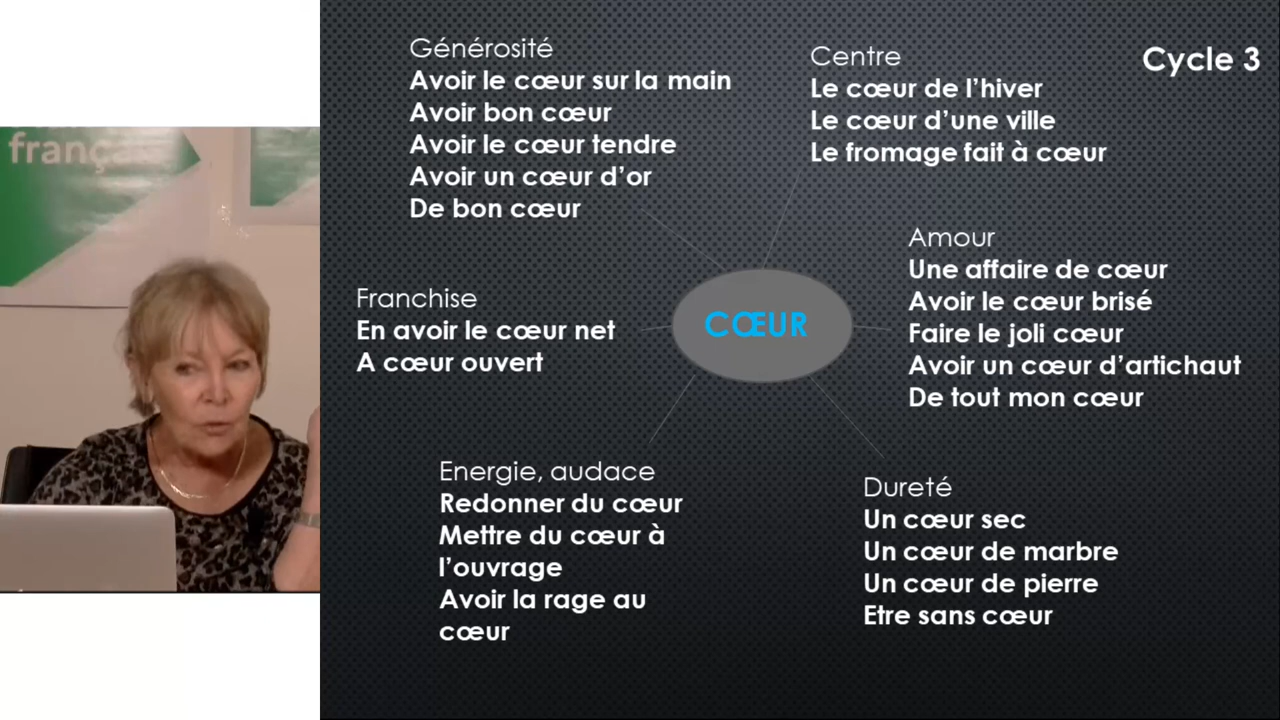 français
Générosité
Avoir le cœur sur la main
Avoir bon cœur
Avoir le cœur tendre
Avoir un cœur d’or
De bon cœur
Centre
Le cœur de l’hiver
Le cœur d’une ville
Le fromage fait à cœur
Cycle 3
Amour
Une affaire de cœur
Avoir le cœur brisé
Faire le joli cœur
Avoir un cœur d’artichaut
De tout mon cœur
Franchise
En avoir le cœur net
A cœur ouvert
CŒUR
Energie, audace
Redonner du cœur
Mettre du cœur à
l’ouvrage
Avoir la rage au
cœur
Dureté
Un cœur sec
Un cœur de marbre
Un cœur de pierre
Etre sans cœur